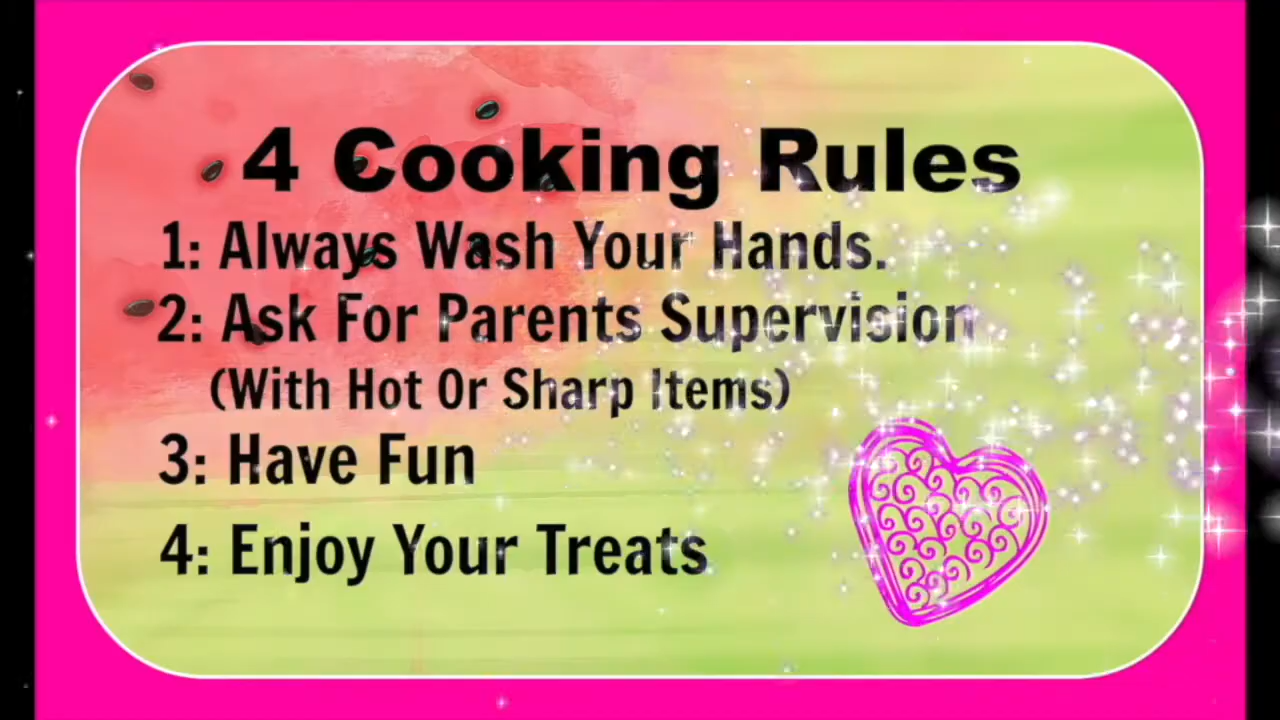 4 Cooking Rules
1: Always Wash Your Hands.
2: Ask For Parents Supervision
(With Hot Or Sharp Items)
3: Have Fun
4: Enjoy Your Treats